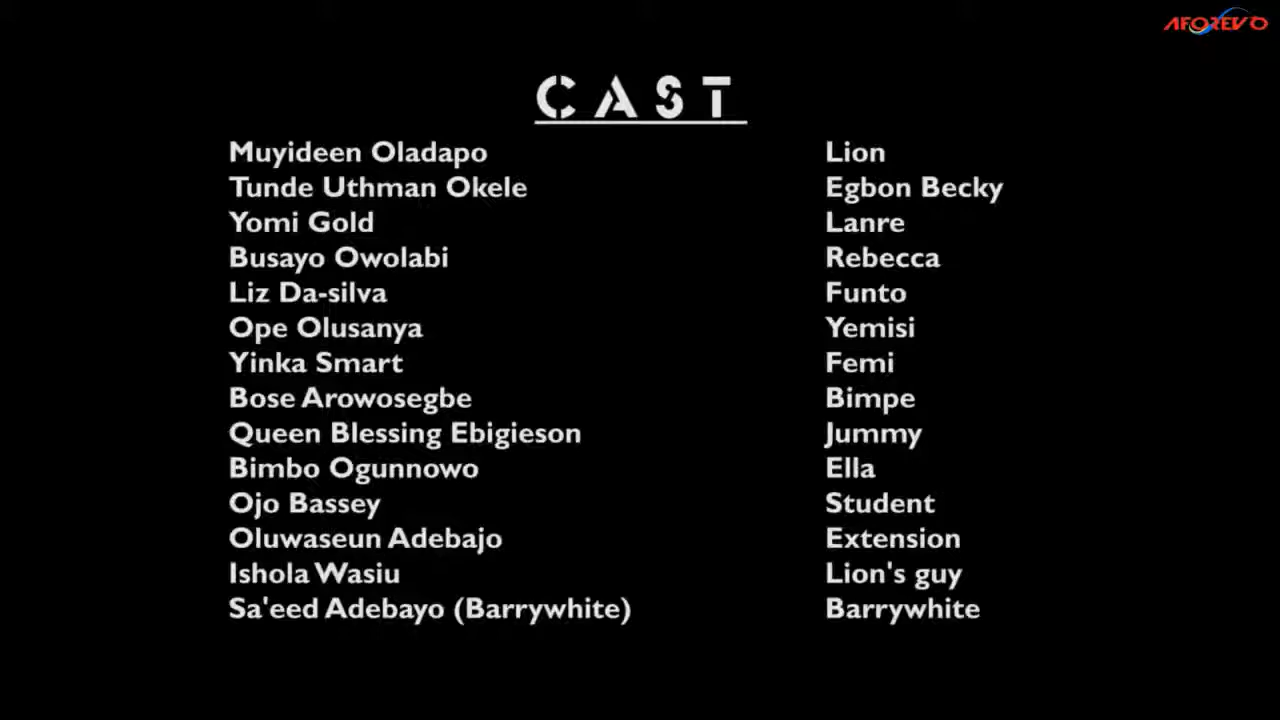 AFOREVO
CAST
Muyideen Oladapo Lion
Tunde Uthman Okele Egbon Becky
Yomi Gold Lanre
Busayo Owolabi Rebecca
Liz Da-silva Funto
Ope Olusanya Yemisi
Yinka Smart Femi
Bose Arowosegbe Bimpe
Queen Blessing Ebigieson Jummy
Bimbo Ogunnowo Ella
Ojo Bassey Student
Oluwaseun Adebajo Extension
Ishola Wasiu Lion's guy
Sa'eed Adebayo (Barrywhite) Barrywhite